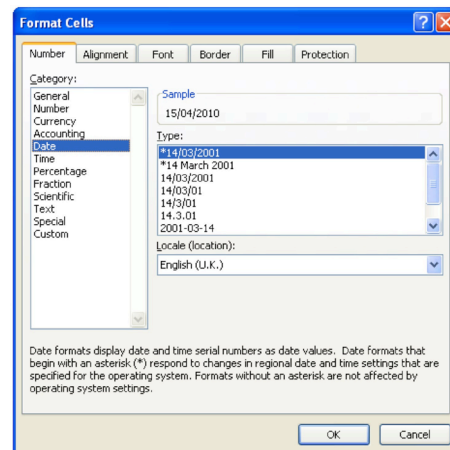 Format Cells
Number Alignment Font Border Fill Protection
Category:
General
Number
Currency
Accounting
Date
Time
Percentage
Fraction
Scientific
Text
Special
Custom
Sample
15/04/2010
Type:
*14/03/2001
*14 March 2001
14/03/2001
14/03/01
14/3/01
14.3.01
2001-03-14
Locale (location):
English (U.K.)
Date formats display date and time serial numbers as date values. Date formats that
begin with an asterisk (*) respond to changes in regional date and time settings that are
specified for the operating system. Formats without an asterisk are not affected by
operating system settings.
OK Cancel